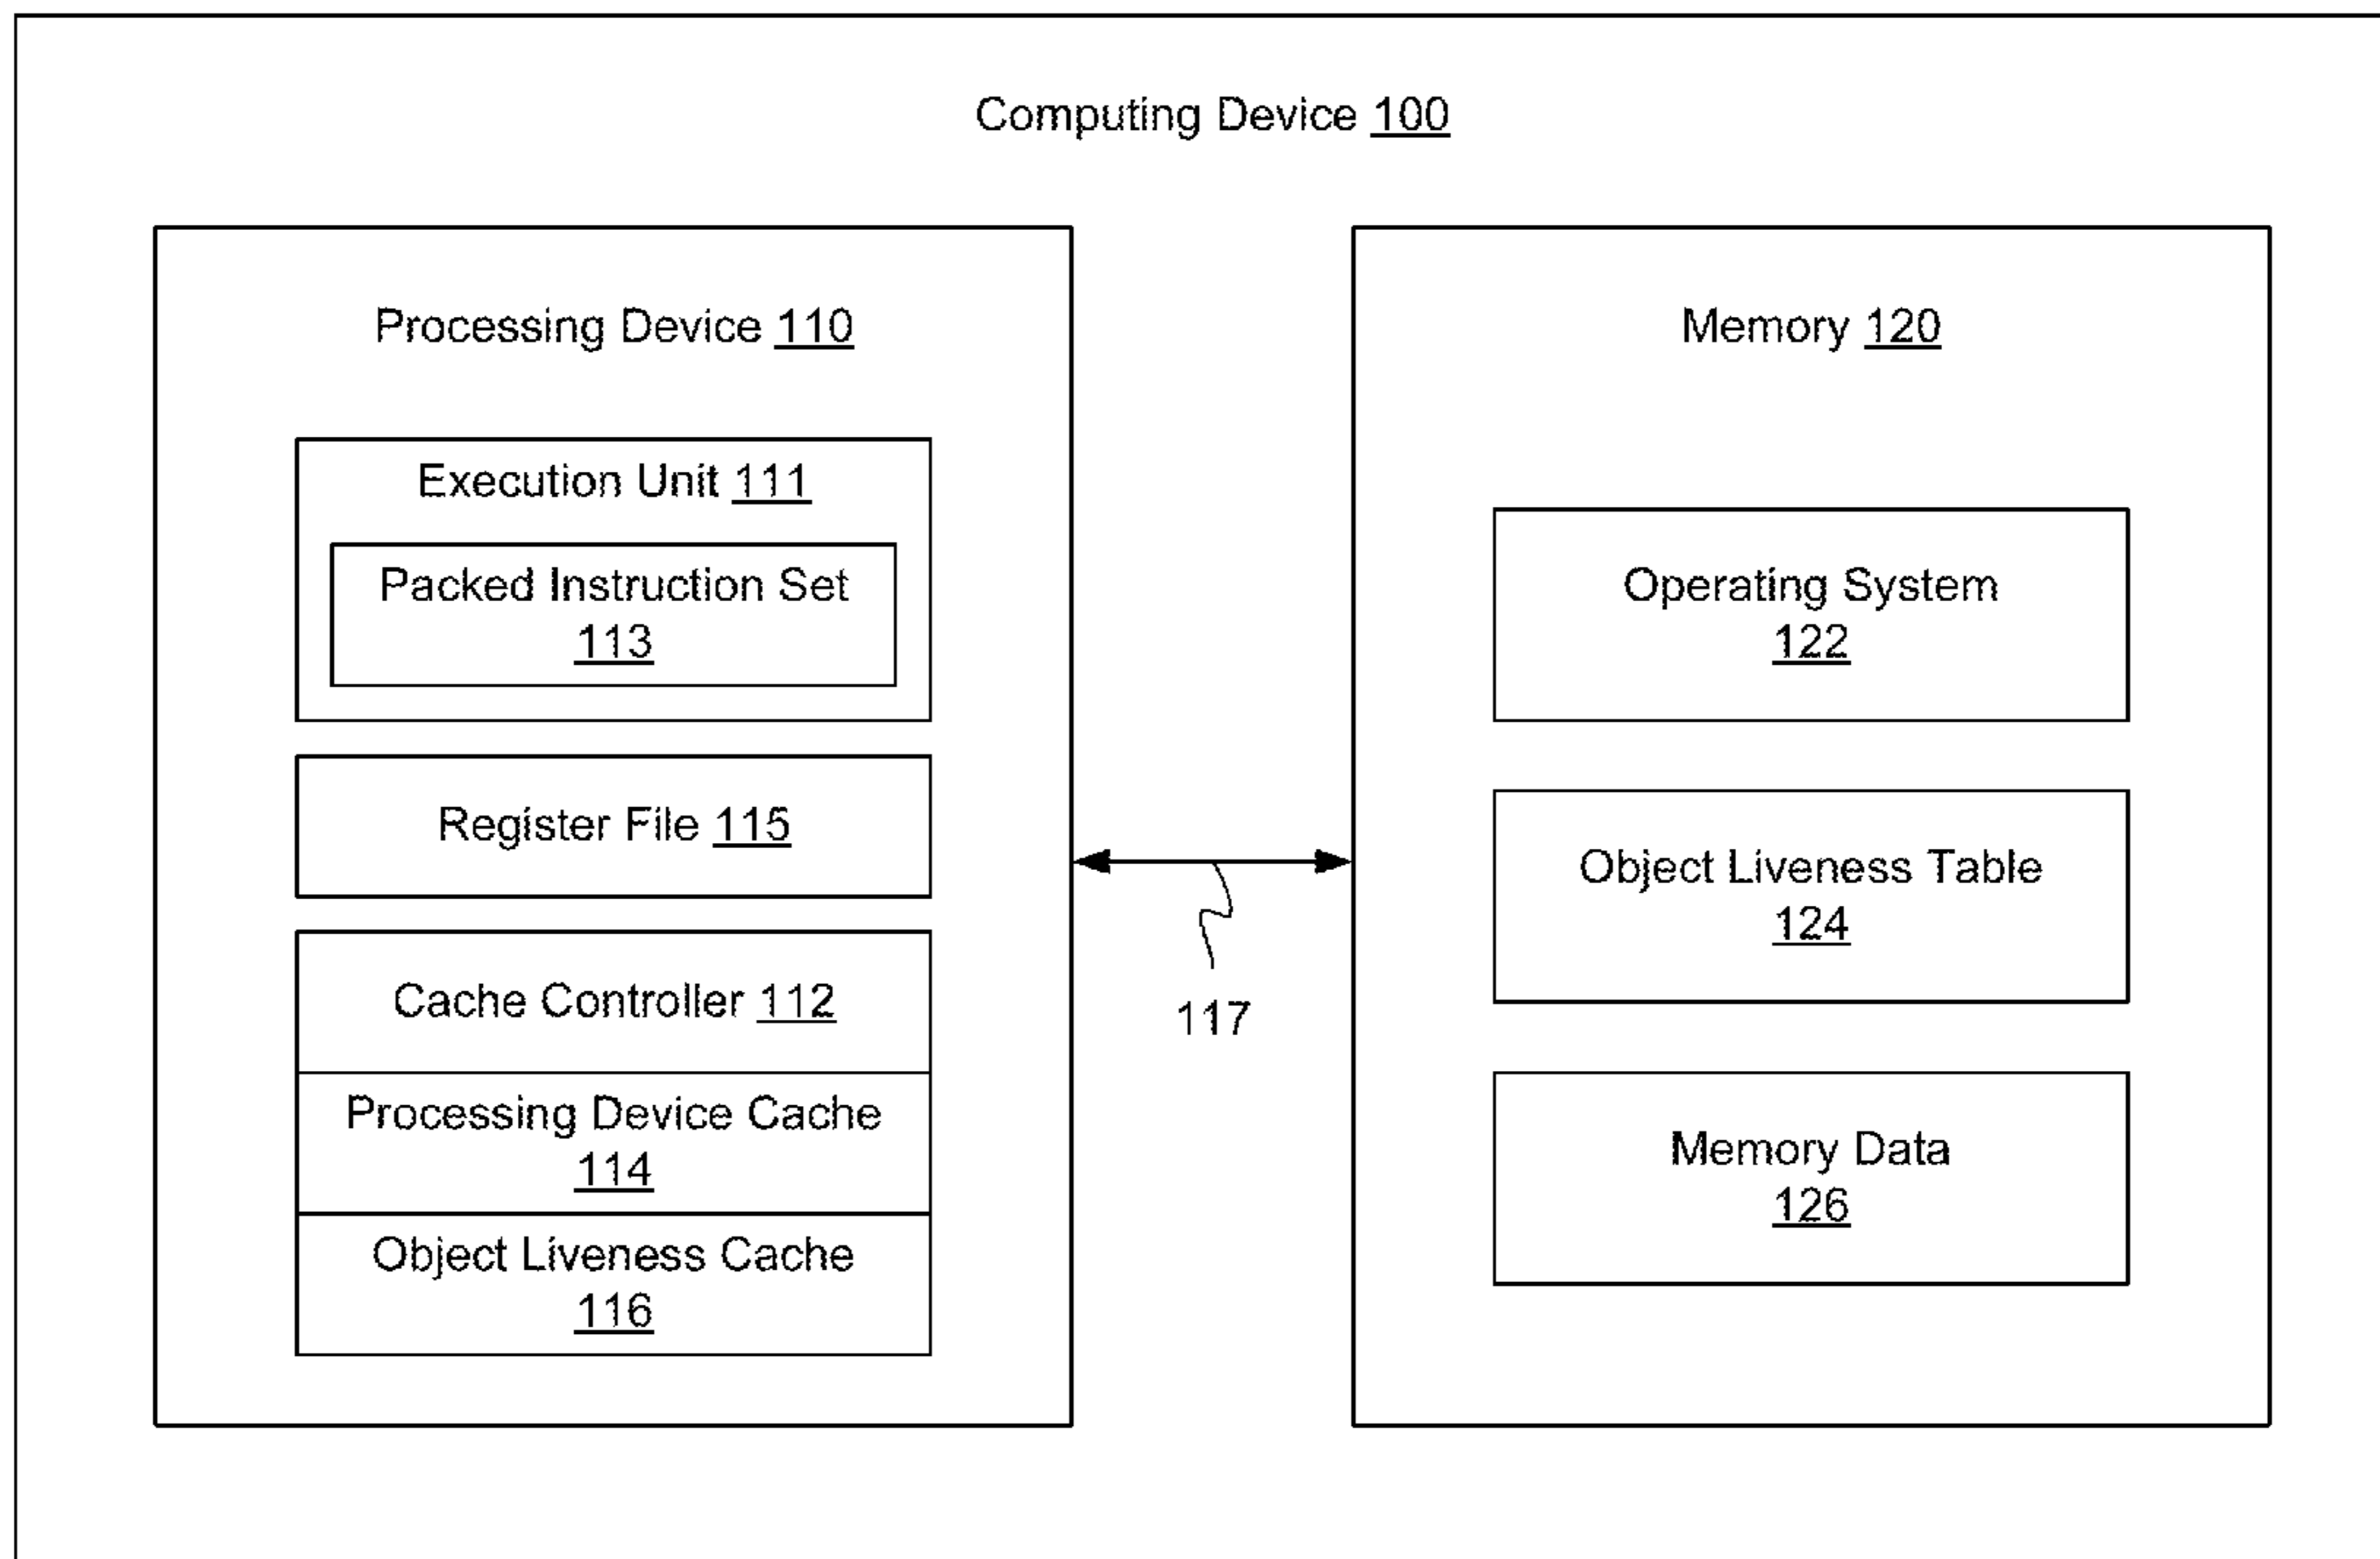 Computing Device 100
Processing Device 110
Execution Unit 111
Packed Instruction Set
113
Register File 115
Cache Controller 112
Processing Device Cache
114
Object Liveness Cache
116
117
Memory 120
Operating System
122
Object Liveness Table
124
Memory Data
126